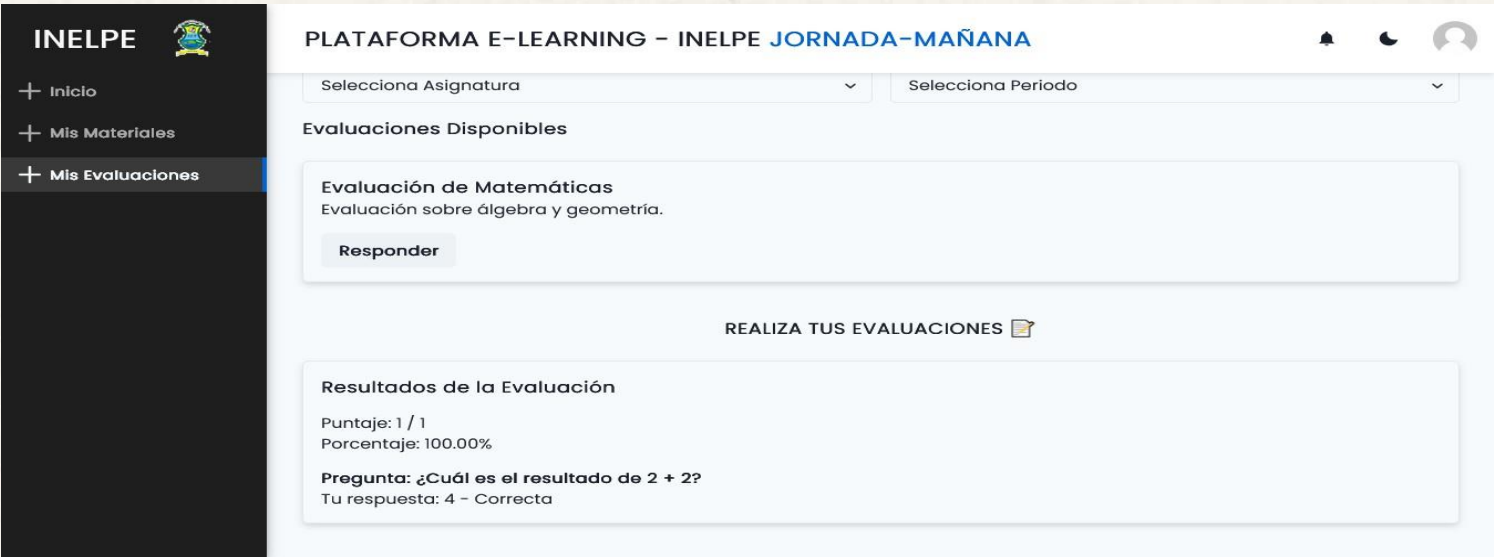 INELPE
PLATAFORMA E-LEARNING - INELPE JORNADA-MAÑANA
Inicio
Mis Materiales
Mis Evaluaciones
Selecciona Asignatura
Selecciona Periodo
Evaluaciones Disponibles
Evaluación de Matemáticas
Evaluación sobre álgebra y geometría.
Responder
REALIZA TUS EVALUACIONES 📝
Resultados de la Evaluación
Puntaje: 1 / 1
Porcentaje: 100.00%
Pregunta: ¿Cuál es el resultado de 2 + 2?
Tu respuesta: 4 - Correcta